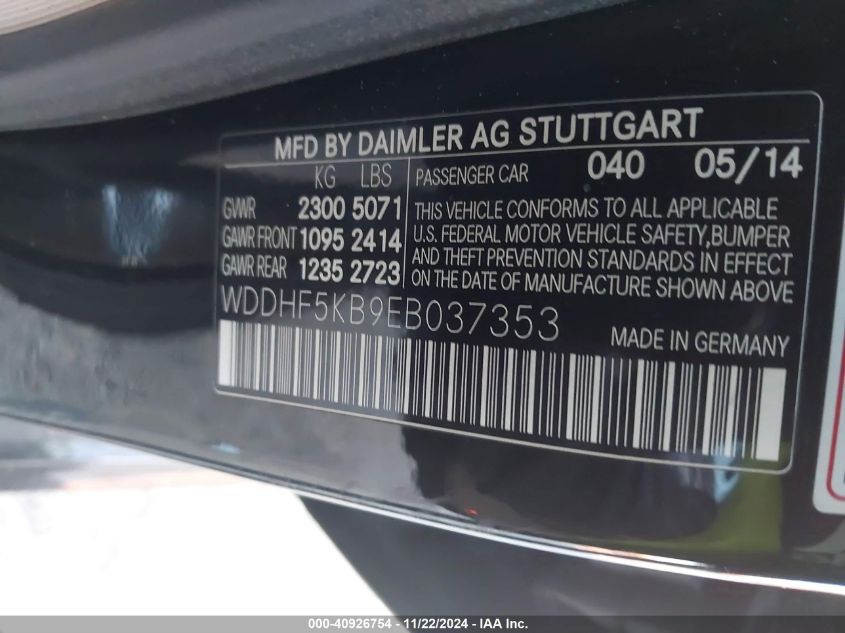 MFD BY DAIMLER AG STUTTGART
KG LBS
GVWR 2300 5071
GAWR FRONT 1095 2414
GAWR REAR 1235 2723
PASSENGER CAR 040 05/14
THIS VEHICLE CONFORMS TO ALL APPLICABLE
U.S. FEDERAL MOTOR VEHICLE SAFETY,BUMPER
AND THEFT PREVENTION STANDARDS IN EFFECT
ON THE DATE OF MANUFACTURE SHOWN ABOVE
WDDHF5KB9EB037353
MADE IN GERMANY
000-40926754 - 11/22/2024 - IAA Inc.